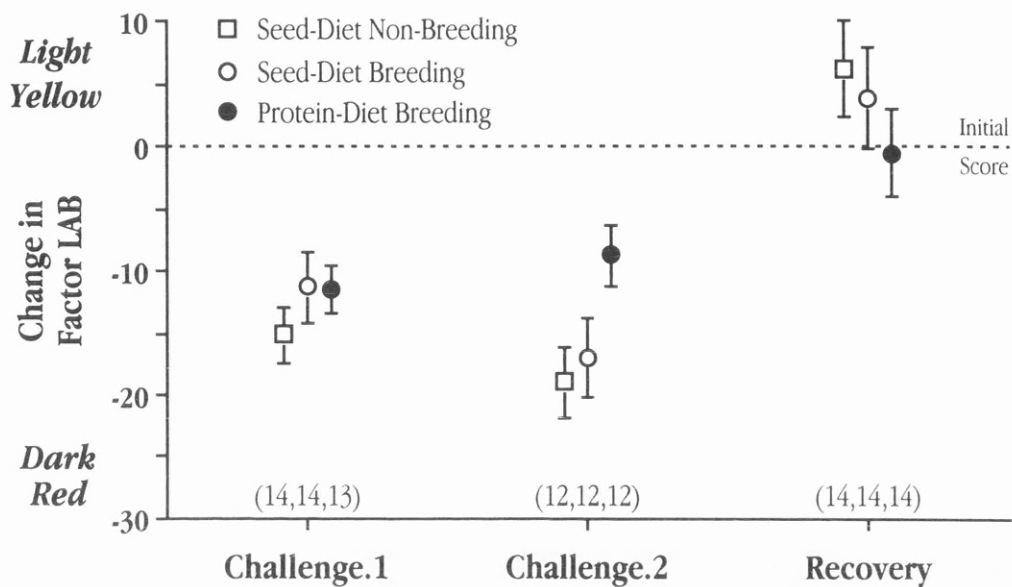 10
0
-10
-20
-30
Light
Yellow
Dark
Red
Change in
Factor LAB
Seed-Diet Non-Breeding
Seed-Diet Breeding
Protein-Diet Breeding
Initial
Score
(14,14,13)
(12,12,12)
(14,14,14)
Challenge.1
Challenge.2
Recovery